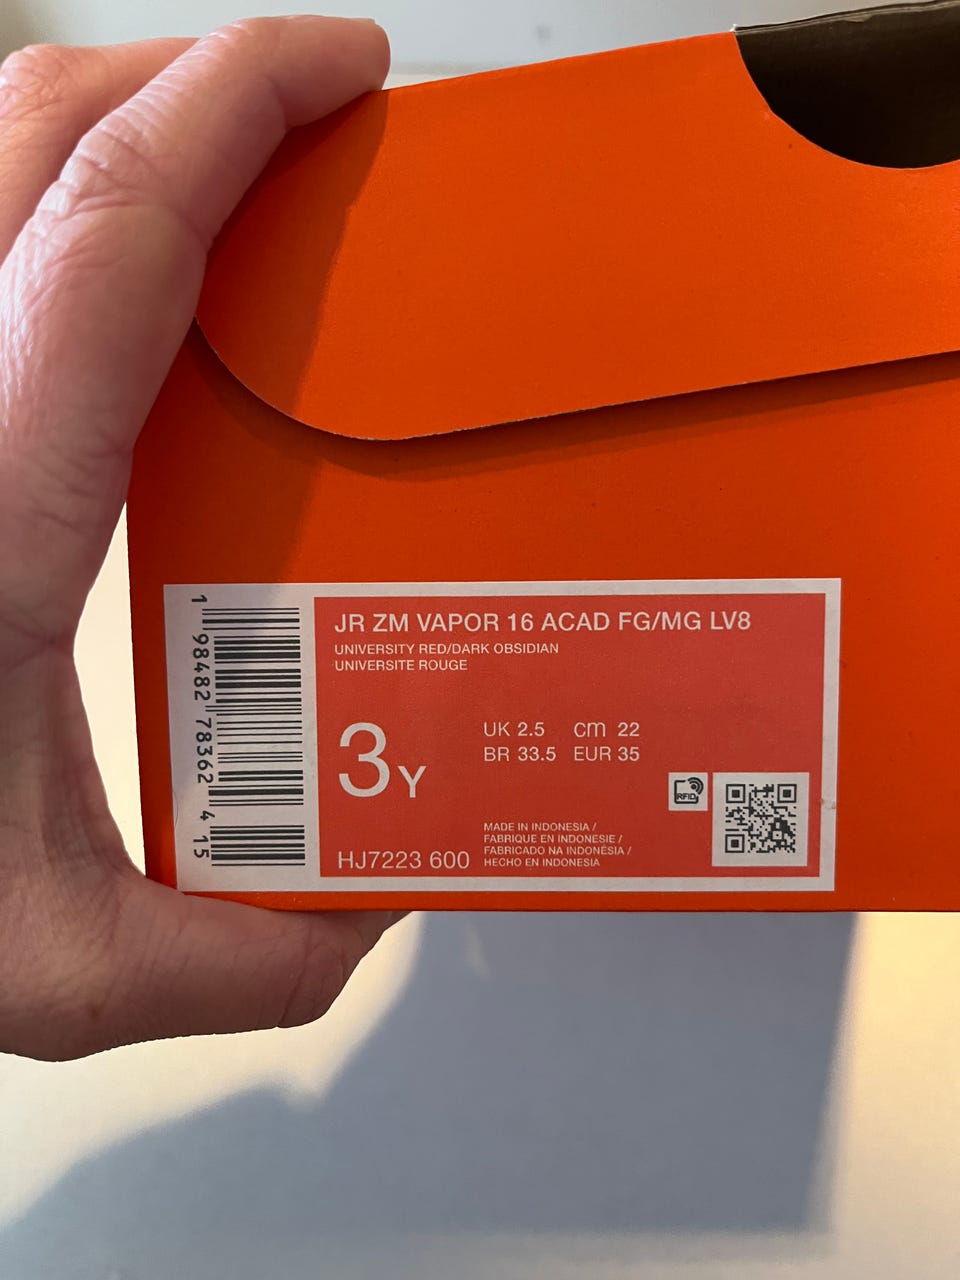 JR ZM VAPOR 16 ACAD FG/MG LV8
UNIVERSITY RED/DARK OBSIDIAN
UNIVERSITE ROUGE
3Y
UK 2.5 cm 22
BR 33.5 EUR 35
RFID
MADE IN INDONESIA /
FABRIQUE EN INDONESIE /
FABRICADO NA INDONÉSIA /
HECHO EN INDONESIA
HJ7223 600
1 98482 78362 4 15